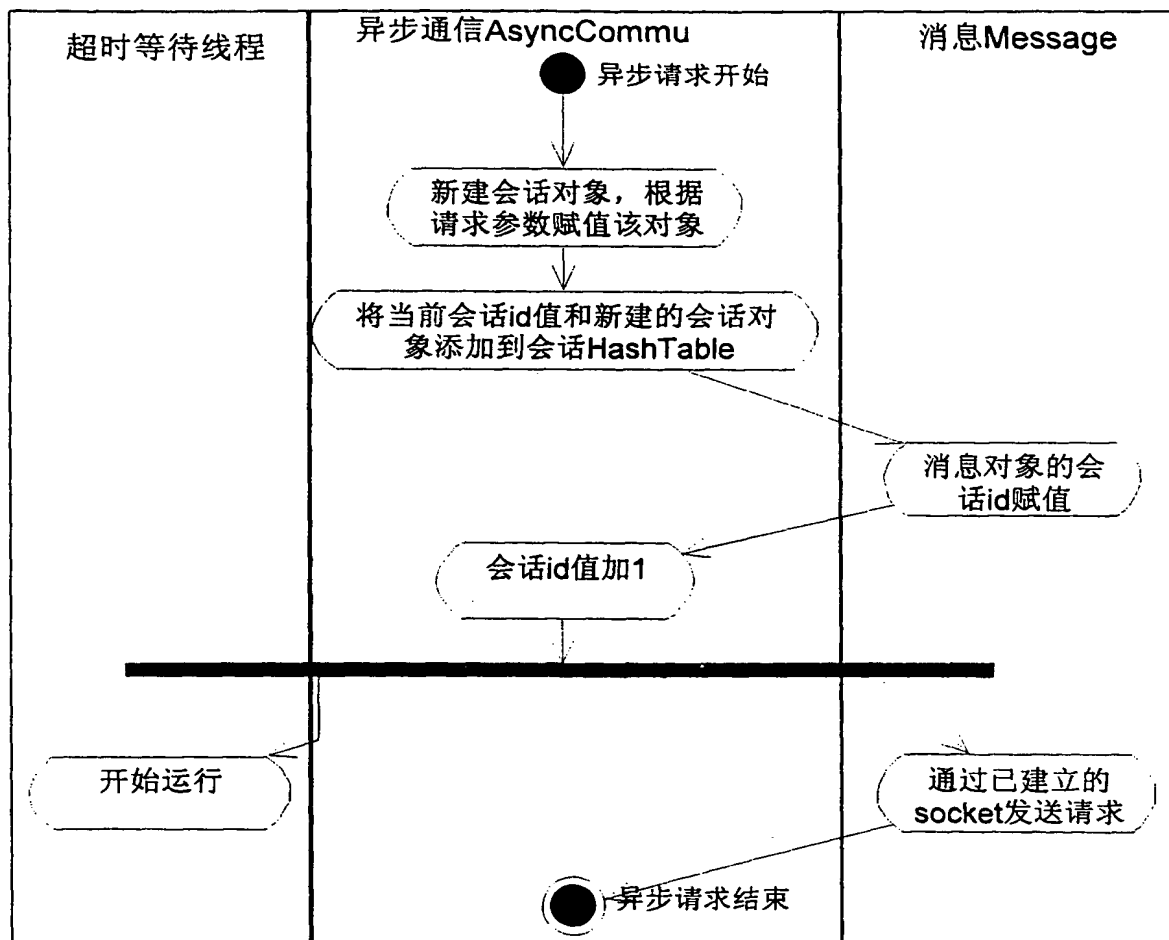 超时等待线程
异步通信AsyncCommu
消息Message
异步请求开始
新建会话对象，根据
请求参数赋值该对象
将当前会话id值和新建的会话对
象添加到会话HashTable
消息对象的会
话id赋值
会话id值加1
开始运行
通过已建立的
socket发送请求
异步请求结束